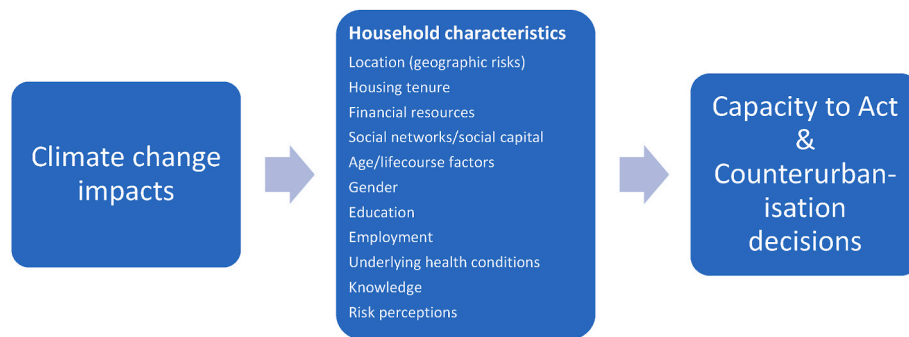 Climate change
impacts
Household characteristics
Location (geographic risks)
Housing tenure
Financial resources
Social networks/social capital
Age/lifecourse factors
Gender
Education
Employment
Underlying health conditions
Knowledge
Risk perceptions
Capacity to Act
&
Counterurban-
isation
decisions